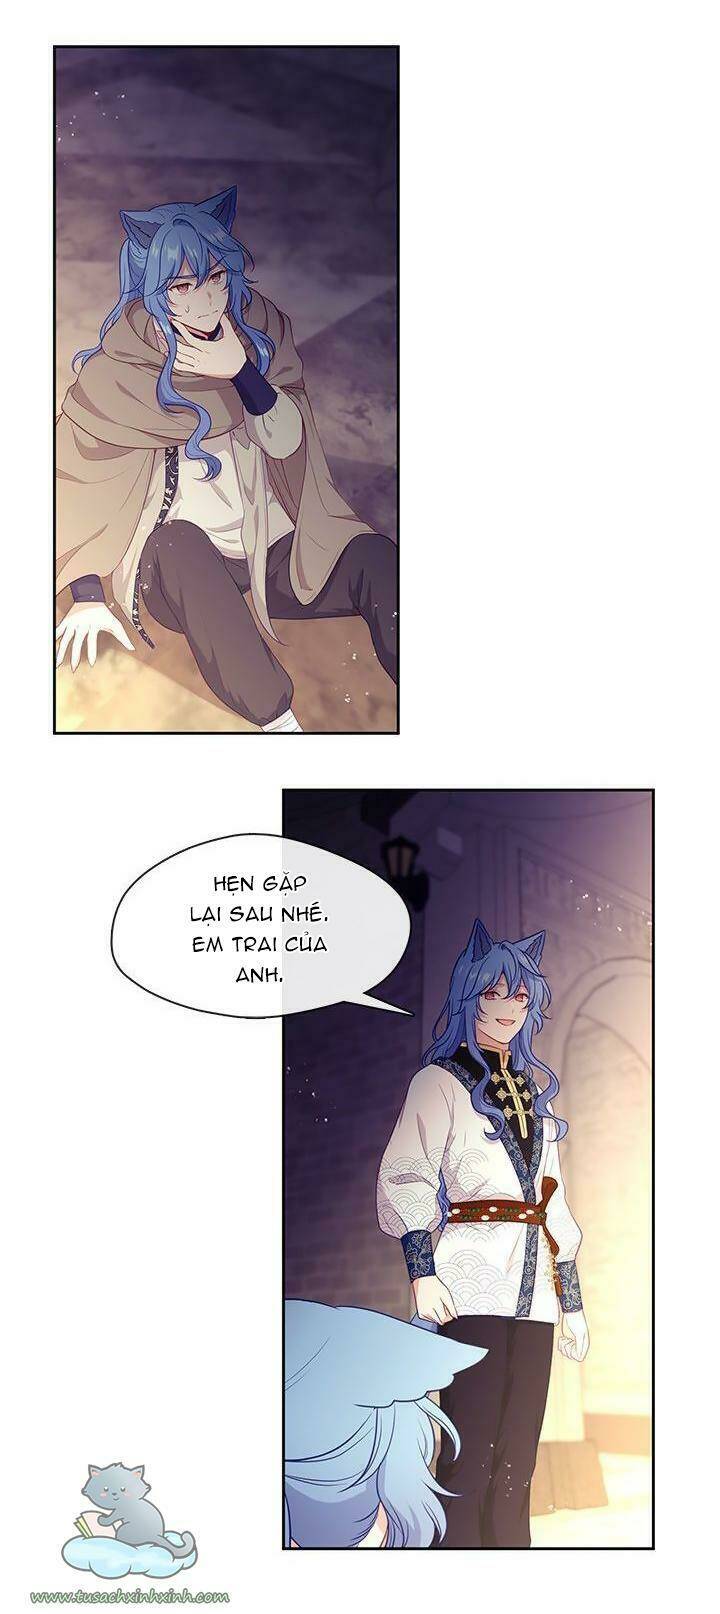 HẸN GẶP
LẠI SAU NHÉ.
EM TRAI CỦA
ANH.
www.tusachxinhxinh.com